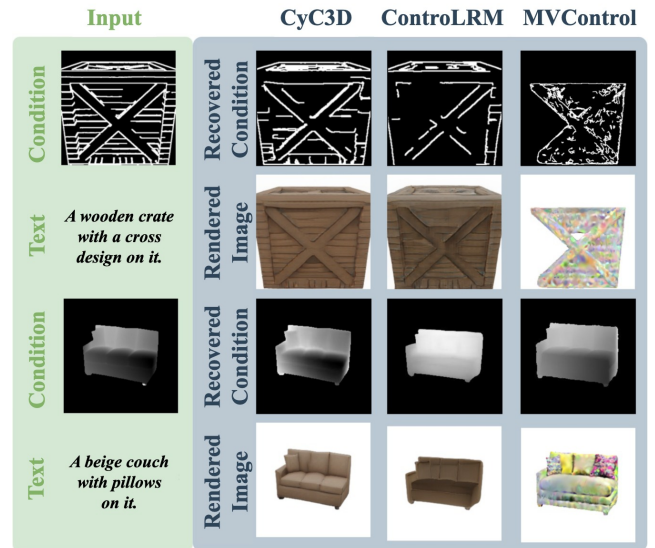 Input
CyC3D
ControLRM
MVControl
Condition
Recovered
Condition
Text
A wooden crate
with a cross
design on it.
Rendered
Image
Condition
Recovered
Condition
Text
A beige couch
with pillows
on it.
Rendered
Image